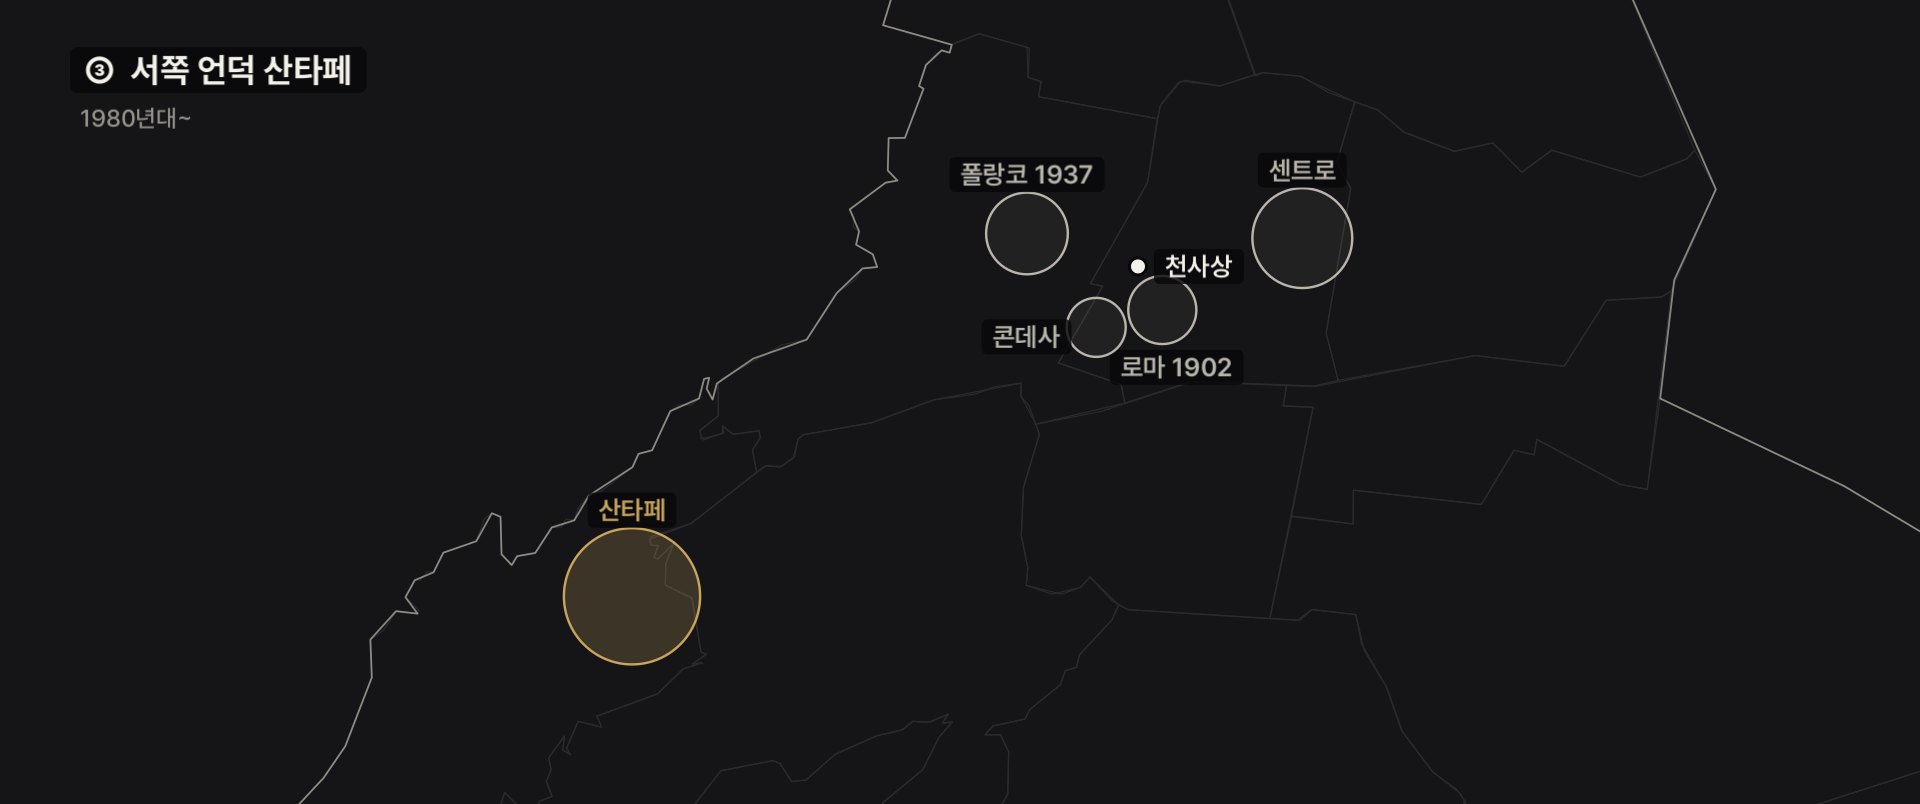 ③ 서쪽 언덕 산타페
1980년대~
폴랑코 1937
센트로
천사상
콘데사
로마 1902
산타페